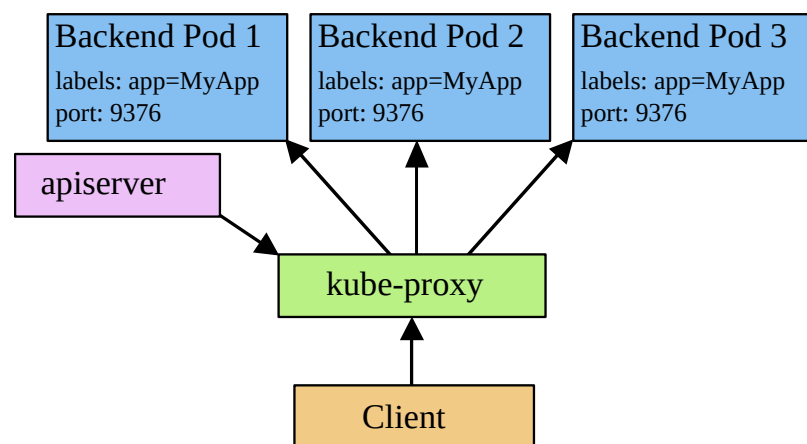 Backend Pod 1
labels: app=MyApp
port: 9376
Backend Pod 2
labels: app=MyApp
port: 9376
Backend Pod 3
labels: app=MyApp
port: 9376
apiserver
kube-proxy
Client